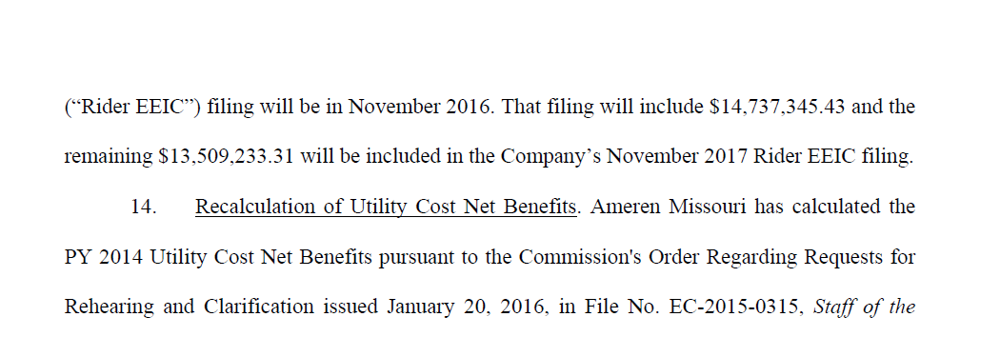 (“Rider EEIC”) filing will be in November 2016. That filing will include $14,737,345.43 and the
remaining $13,509,233.31 will be included in the Company’s November 2017 Rider EEIC filing.
14. Recalculation of Utility Cost Net Benefits. Ameren Missouri has calculated the
PY 2014 Utility Cost Net Benefits pursuant to the Commission's Order Regarding Requests for
Rehearing and Clarification issued January 20, 2016, in File No. EC-2015-0315, Staff of the